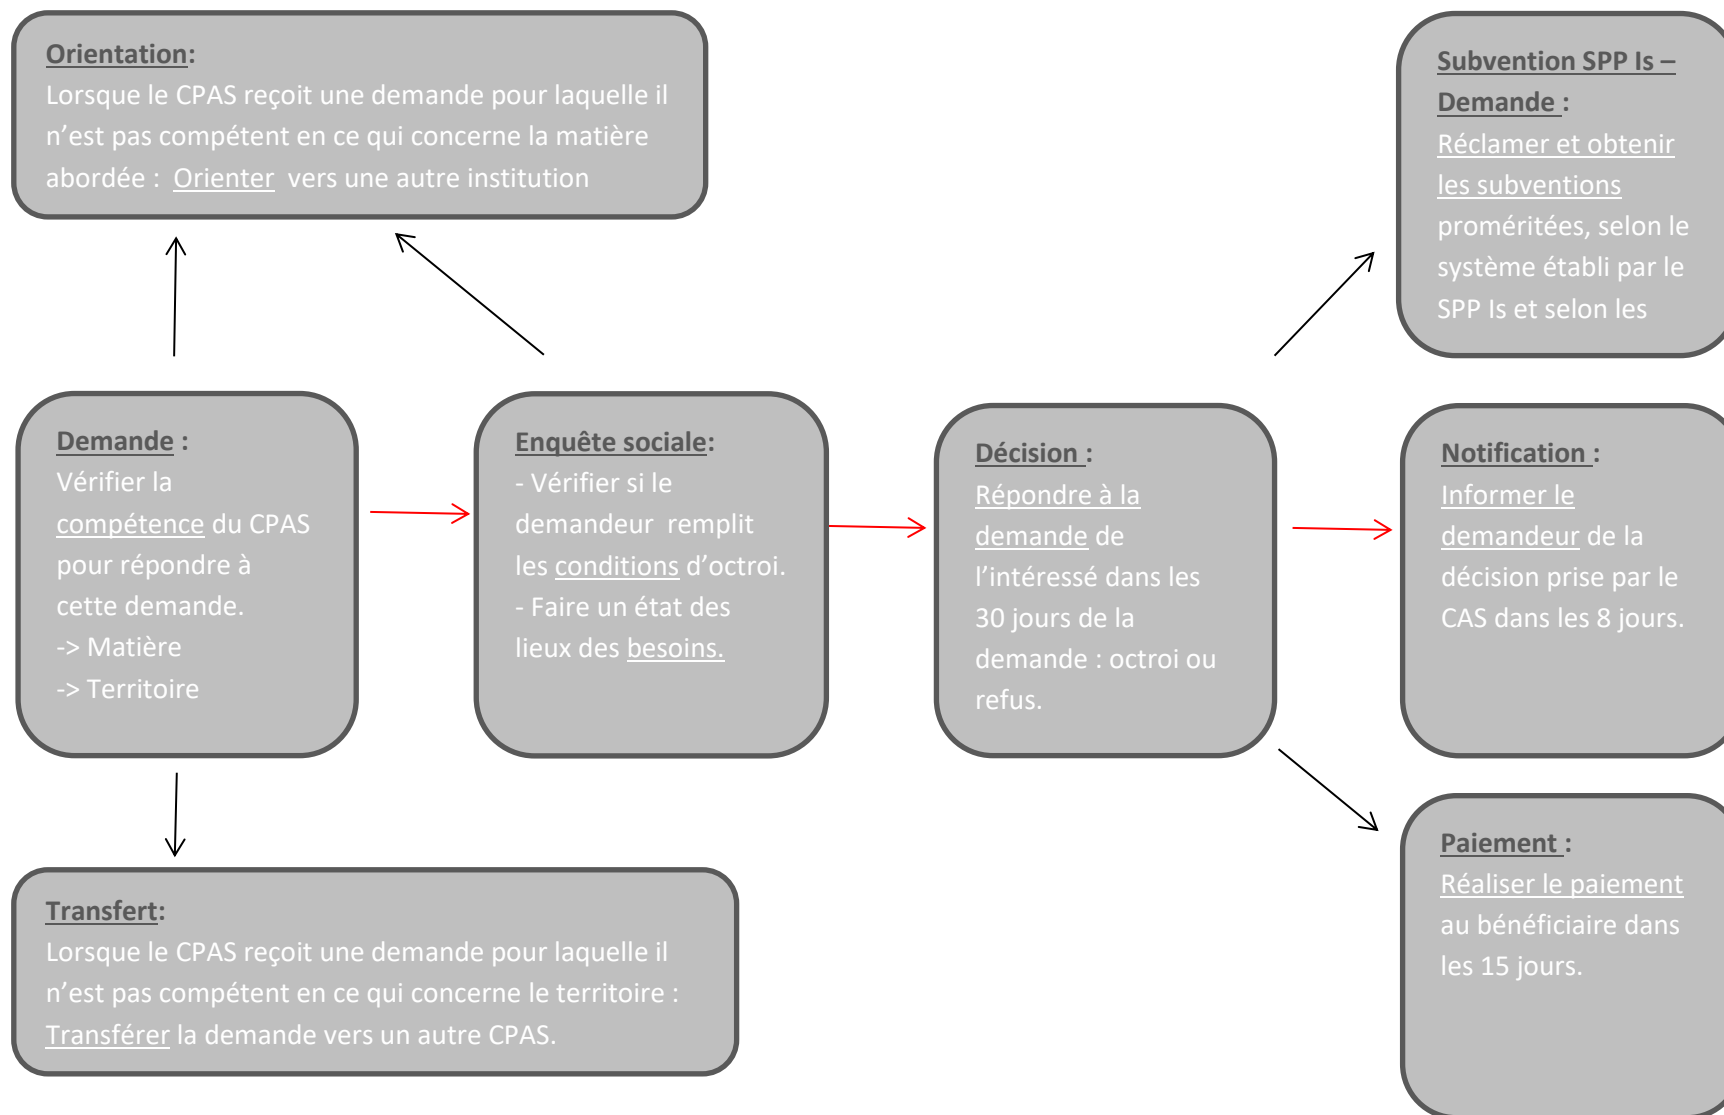 Orientation:
Lorsque le CPAS reçoit une demande pour laquelle il
n’est pas compétent en ce qui concerne la matière
abordée :  Orienter  vers une autre institution
Subvention SPP Is –
Demande :
Réclamer et obtenir
les subventions
proméritées, selon le
système établi par le
SPP Is et selon les
Demande :
Vérifier la
compétence du CPAS
pour répondre à
cette demande.
-> Matière
-> Territoire
Enquête sociale:
- Vérifier si le
demandeur  remplit
les conditions d’octroi.
- Faire un état des
lieux des besoins.
Décision :
Répondre à la
demande de
l’intéressé dans les
30 jours de la
demande : octroi ou
refus.
Notification :
Informer le
demandeur de la
décision prise par le
CAS dans les 8 jours.
Transfert:
Lorsque le CPAS reçoit une demande pour laquelle il
n’est pas compétent en ce qui concerne le territoire :
Transférer la demande vers un autre CPAS.
Paiement :
Réaliser le paiement
au bénéficiaire dans
les 15 jours.